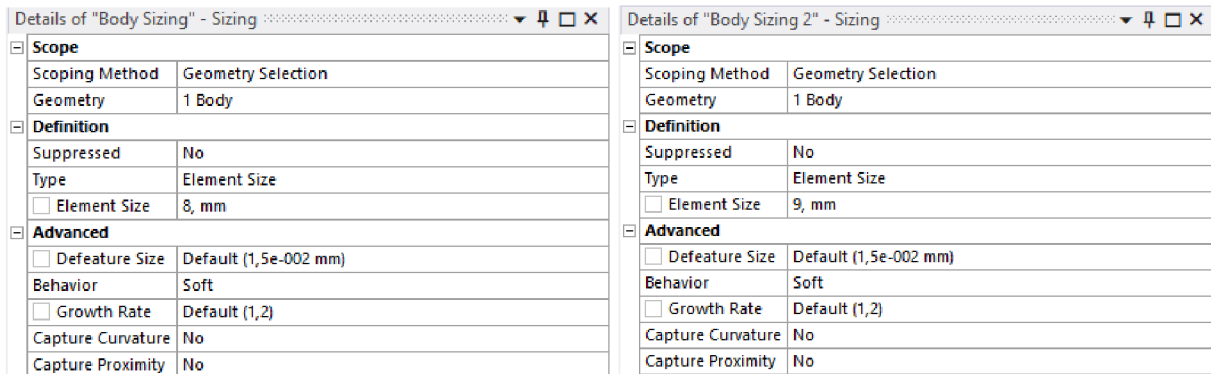 Details of "Body Sizing" - Sizing
Scope
Scoping Method Geometry Selection
Geometry 1 Body
Definition
Suppressed No
Type Element Size
Element Size 8, mm
Advanced
Defeature Size Default (1,5e-002 mm)
Behavior Soft
Growth Rate Default (1,2)
Capture Curvature No
Capture Proximity No
Details of "Body Sizing 2" - Sizing
Scope
Scoping Method Geometry Selection
Geometry 1 Body
Definition
Suppressed No
Type Element Size
Element Size 9, mm
Advanced
Defeature Size Default (1,5e-002 mm)
Behavior Soft
Growth Rate Default (1,2)
Capture Curvature No
Capture Proximity No